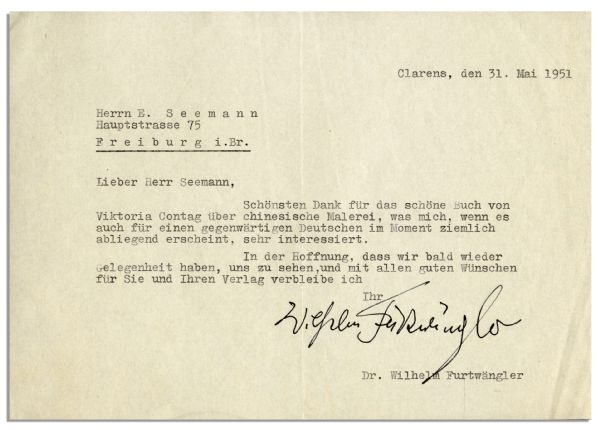 Clarens, den 31. Mai 1951
Herrn E. S e e m a n n
Hauptstrasse 75
F r e i b u r g i.Br.
Lieber Herr Seemann,
Schönsten Dank für das schöne Buch von
Viktoria Contag über chinesische Malerei, was mich, wenn es
auch für einen gegenwärtigen Deutschen im Moment ziemlich
abliegend erscheint, sehr interessiert.
In der Hoffnung, dass wir bald wieder
Gelegenheit haben, uns zu sehen,und mit allen guten Wünschen
für Sie und Ihren Verlag verbleibe ich
Ihr
Wilhelm Furtwängler
Dr. Wilhelm Furtwängler